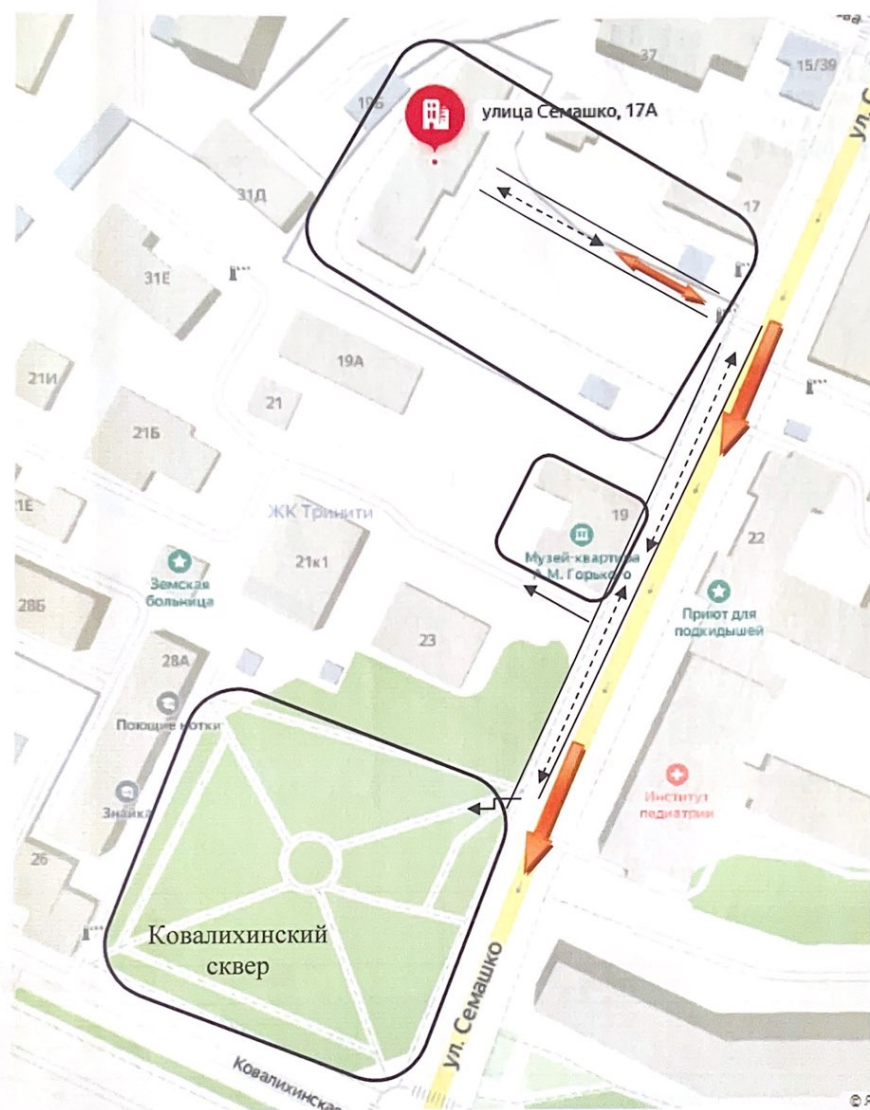 37
15/39
ул. С
19Б
улица Семашко, 17А
17
31Д
31Е
19А
21И
21
21Б
19
ЖК Тринити
21Е
21к1
Музей-квартира
А.М. Горького
22
Земская
больница
Приют для
подкидышей
28Б
23
28А
Поющие нотки
Знайка
Институт
педиатрии
26
Ковалихинский
сквер
ул. Семашко
Ковалихинская
©Я